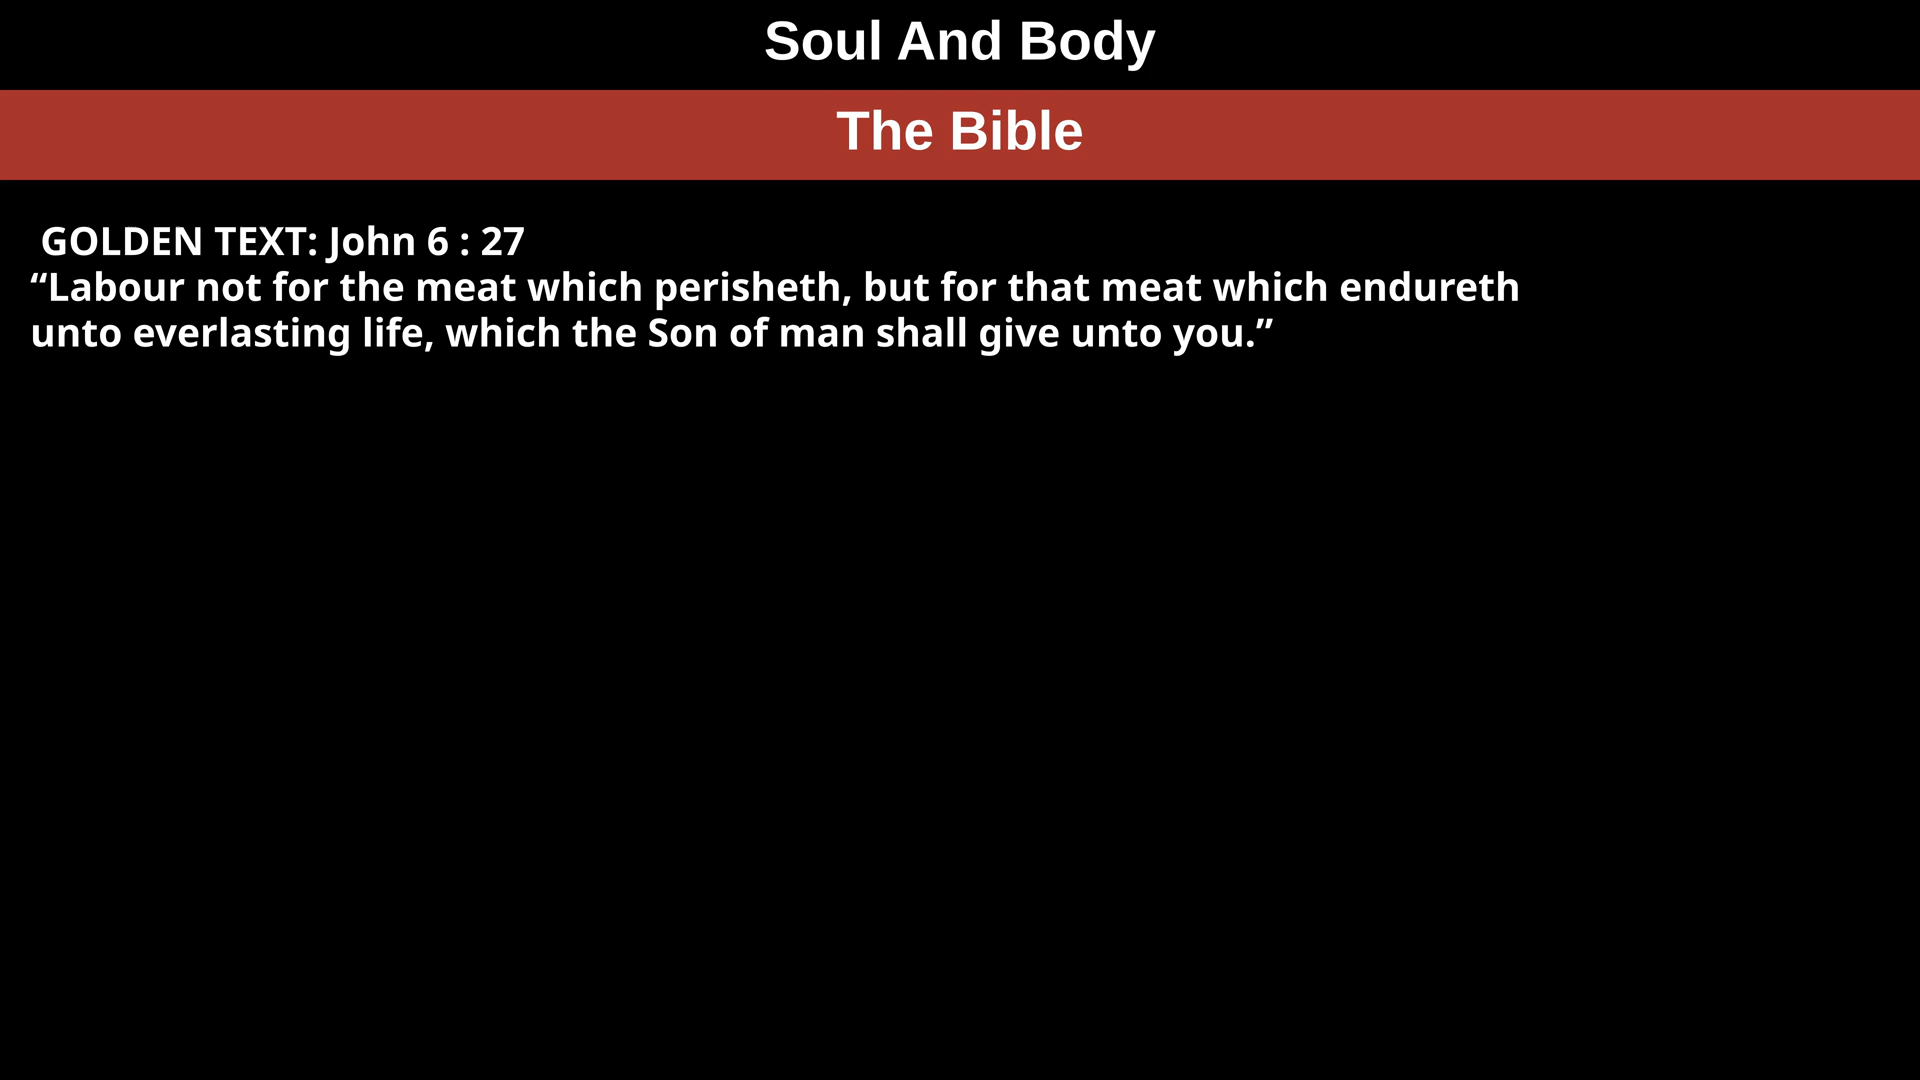 Soul And Body
The Bible
GOLDEN TEXT: John 6 : 27
“Labour not for the meat which perisheth, but for that meat which endureth
unto everlasting life, which the Son of man shall give unto you.”